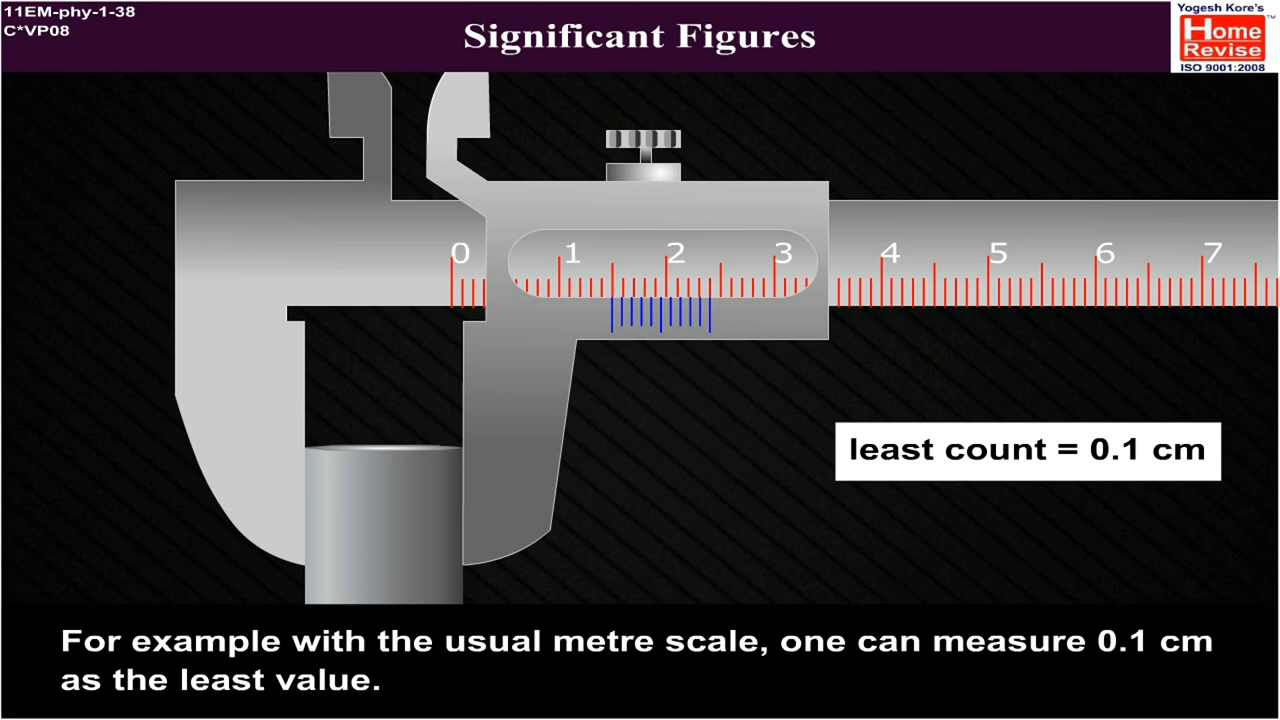 11EM-phy-1-38
C*VP08
Significant Figures
Yogesh Kore's
Home™
Revise
ISO 9001:2008
0 1 2 3 4 5 6 7
least count = 0.1 cm
For example with the usual metre scale, one can measure 0.1 cm
as the least value.